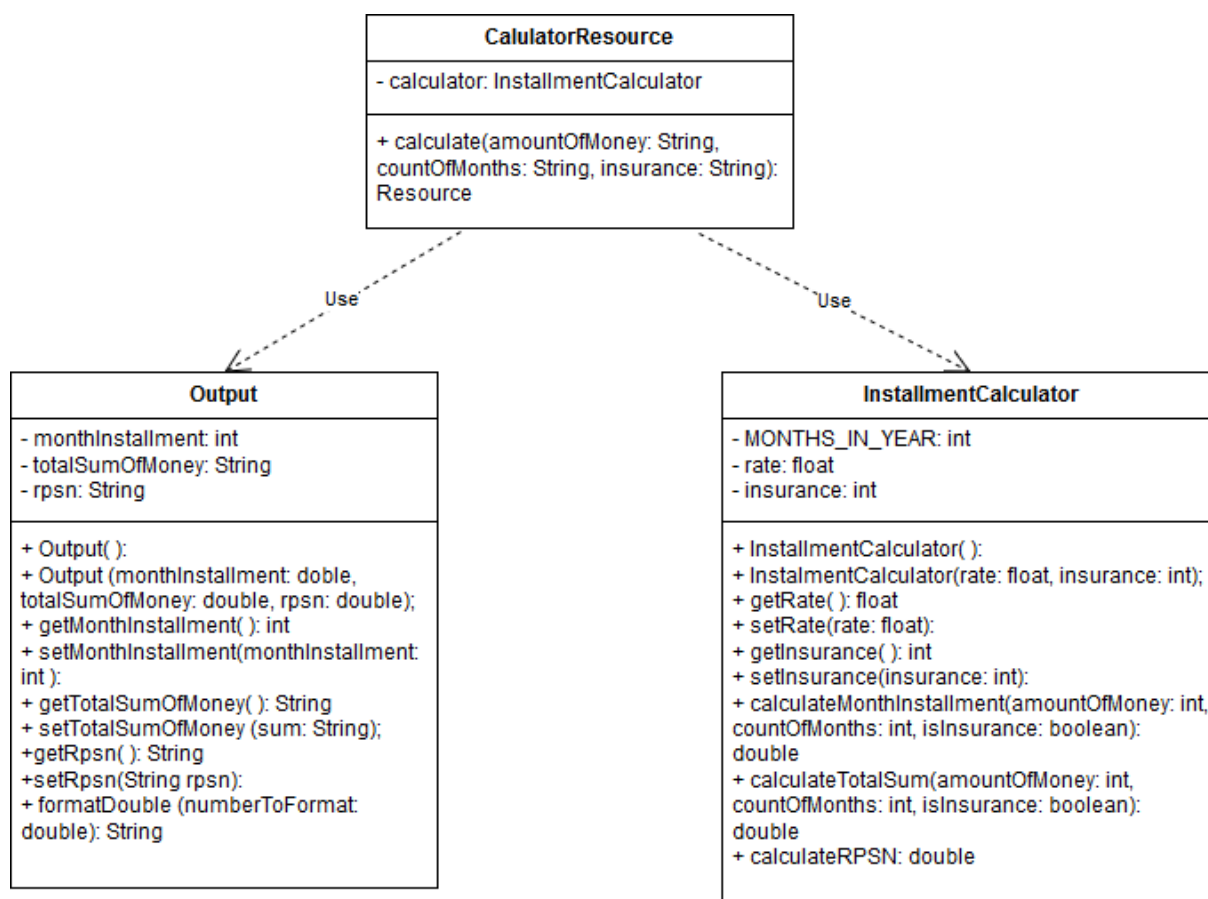 CalulatorResource
- calculator: InstallmentCalculator
+ calculate(amountOfMoney: String,
countOfMonths: String, insurance: String):
Resource
Use
Use
Output
- monthInstallment: int
- totalSumOfMoney: String
- rpsn: String
+ Output( ):
+ Output (monthInstallment: doble,
totalSumOfMoney: double, rpsn: double);
+ getMonthInstallment( ): int
+ setMonthInstallment(monthInstallment:
int ):
+ getTotalSumOfMoney( ): String
+ setTotalSumOfMoney (sum: String);
+getRpsn( ): String
+setRpsn(String rpsn):
+ formatDouble (numberToFormat:
double): String
InstallmentCalculator
- MONTHS_IN_YEAR: int
- rate: float
- insurance: int
+ InstallmentCalculator( ):
+ InstalmentCalculator(rate: float, insurance: int);
+ getRate( ): float
+ setRate(rate: float):
+ getInsurance( ): int
+ setInsurance(insurance: int):
+ calculateMonthInstallment(amountOfMoney: int,
countOfMonths: int, isInsurance: boolean):
double
+ calculateTotalSum(amountOfMoney: int,
countOfMonths: int, isInsurance: boolean):
double
+ calculateRPSN: double